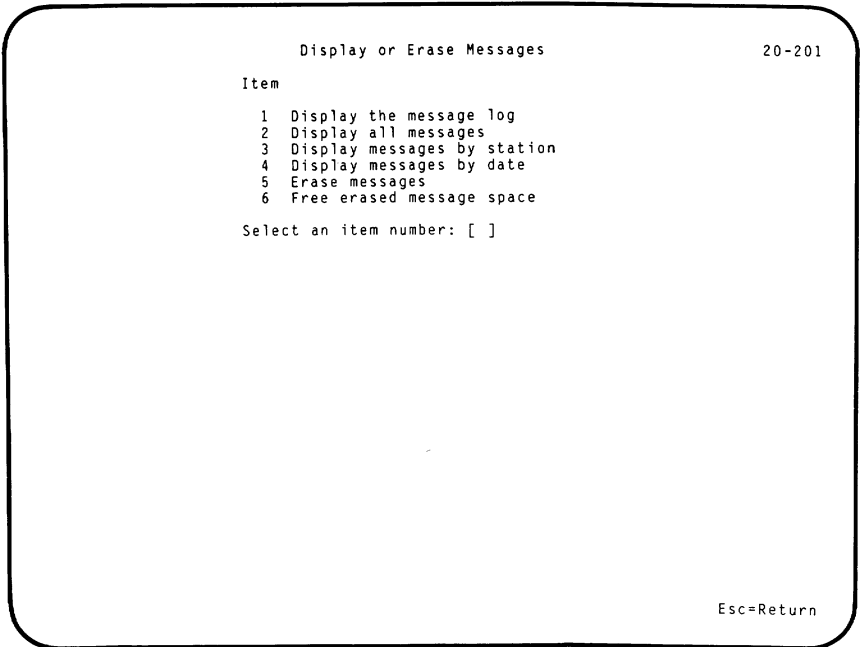 Display or Erase Messages 20-201
Item
1 Display the message log
2 Display all messages
3 Display messages by station
4 Display messages by date
5 Erase messages
6 Free erased message space
Select an item number: [ ]
Esc=Return